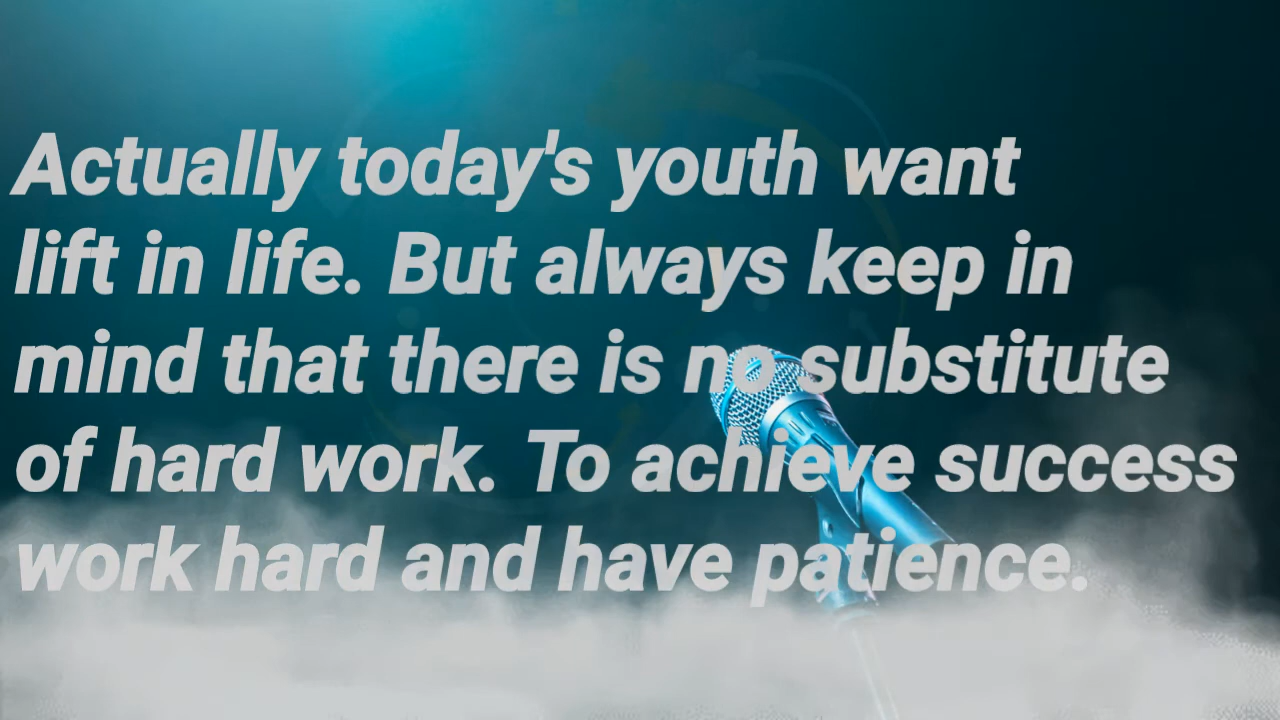 Actually today's youth want
lift in life. But always keep in
mind that there is no substitute
of hard work. To achieve success
work hard and have patience.